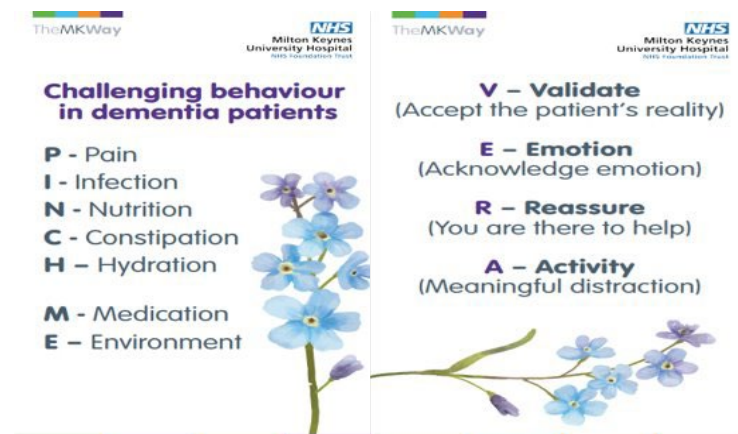 TheMKWay
NHS
Milton Keynes
University Hospital
NHS Foundation Trust
Challenging behaviour
in dementia patients
P - Pain
I - Infection
N - Nutrition
C - Constipation
H – Hydration
M - Medication
E – Environment
TheMKWay
NHS
Milton Keynes
University Hospital
NHS Foundation Trust
V – Validate
(Accept the patient's reality)
E – Emotion
(Acknowledge emotion)
R – Reassure
(You are there to help)
A – Activity
(Meaningful distraction)